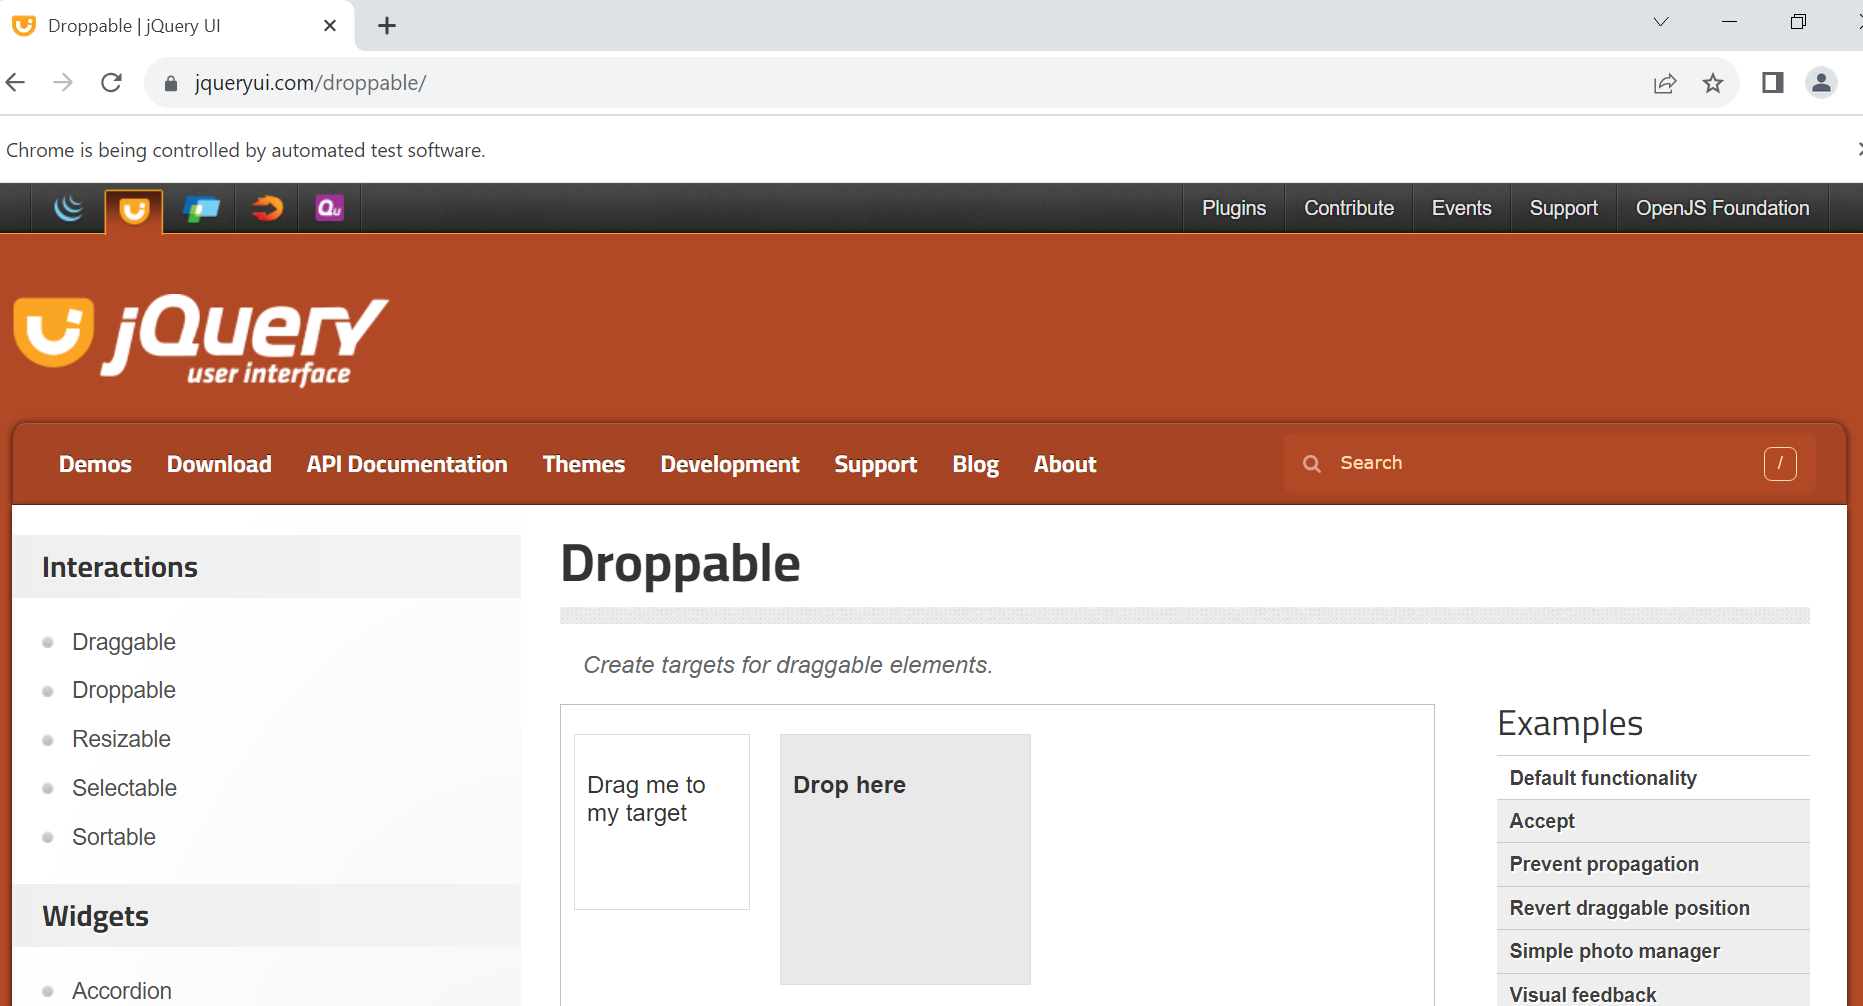 Droppable | jQuery UI
jqueryui.com/droppable/
Chrome is being controlled by automated test software.
Qu
Plugins Contribute Events Support OpenJS Foundation
jQuery
user interface
Demos Download API Documentation Themes Development Support Blog About Search /
Interactions
Draggable
Droppable
Resizable
Selectable
Sortable
Widgets
Accordion
Droppable
Create targets for draggable elements.
Drag me to
my target
Drop here
Examples
Default functionality
Accept
Prevent propagation
Revert draggable position
Simple photo manager
Visual feedback